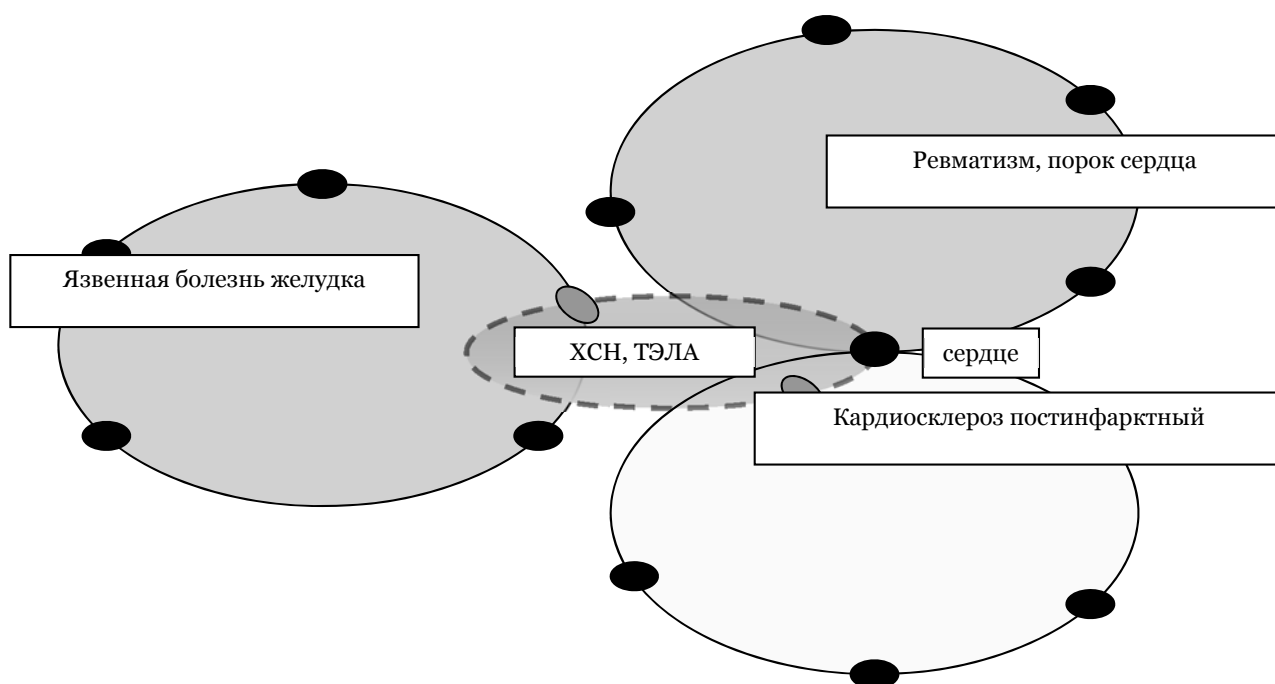 Ревматизм, порок сердца
Язвенная болезнь желудка
ХСН, ТЭЛА
сердце
Кардиосклероз постинфарктный